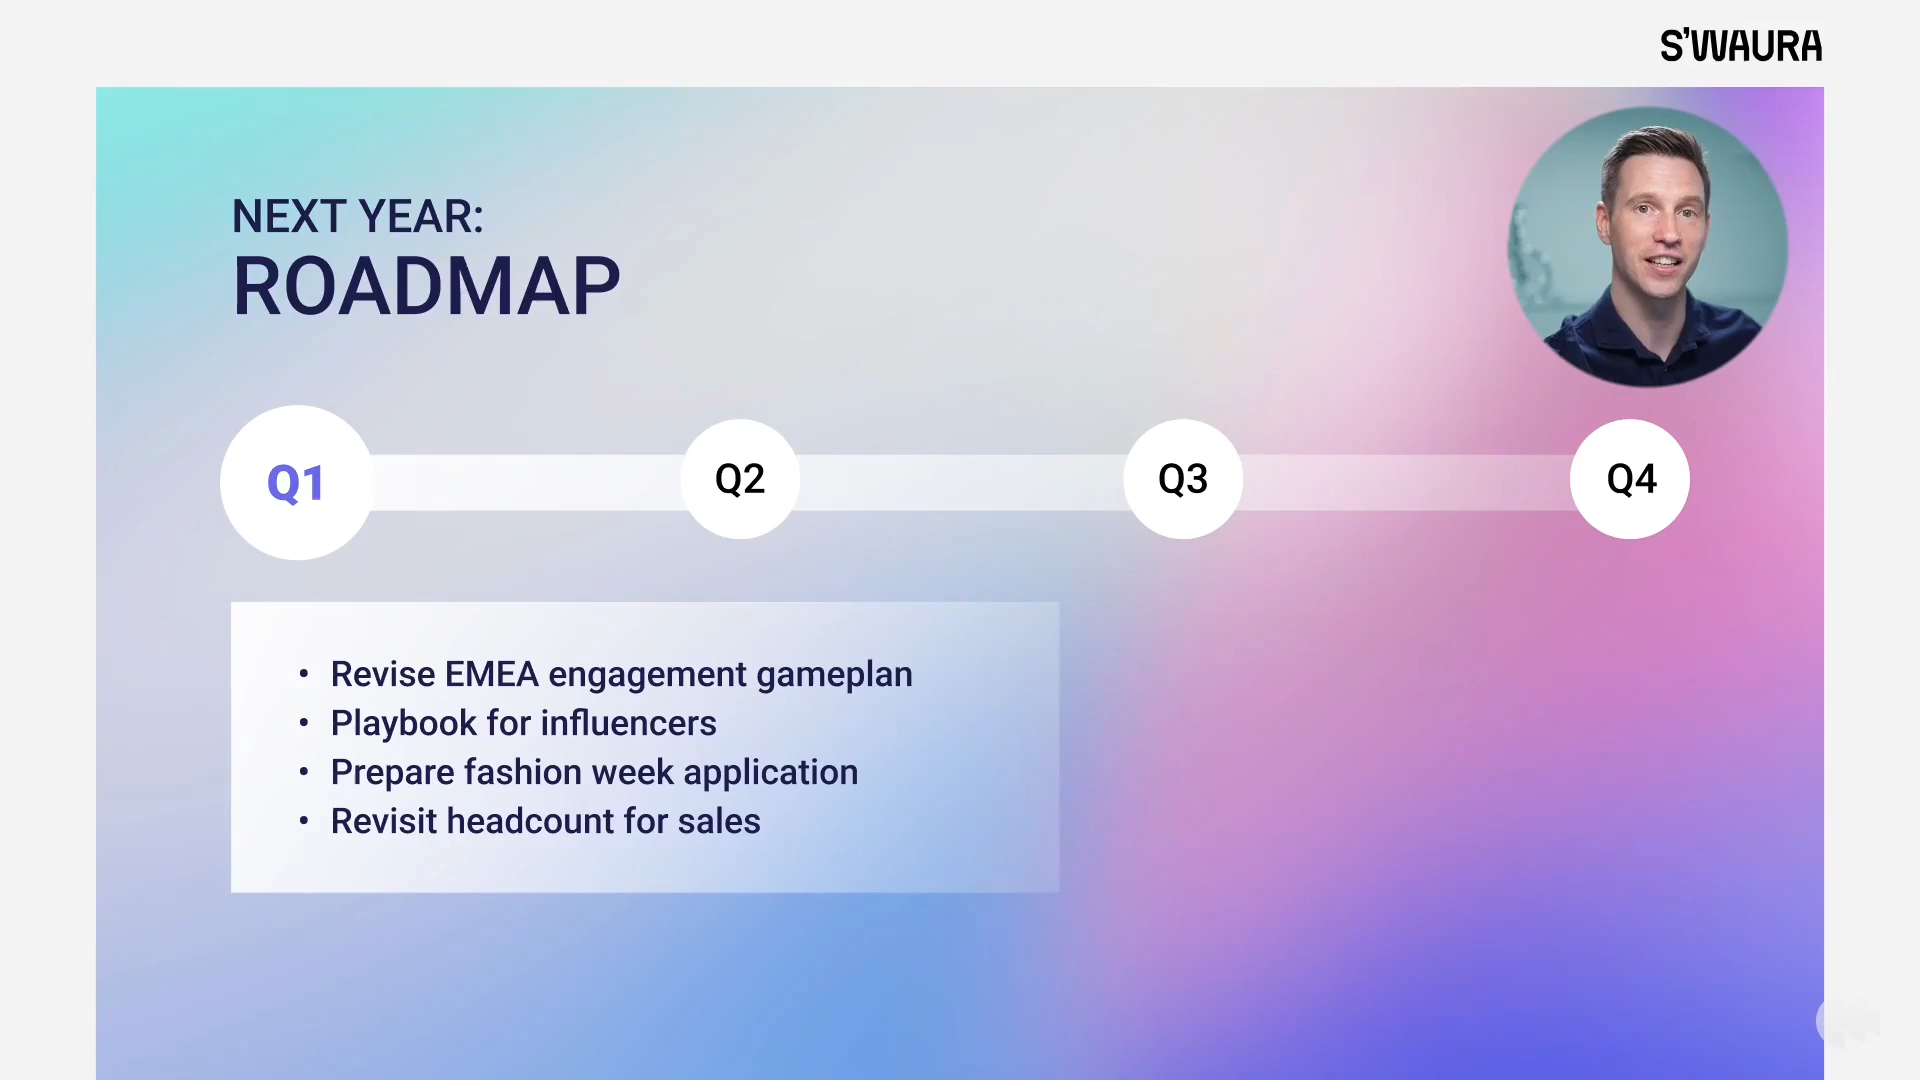 S'WAURA
NEXT YEAR:
ROADMAP
Q1
Q2
Q3
Q4
• Revise EMEA engagement gameplan
• Playbook for influencers
• Prepare fashion week application
• Revisit headcount for sales